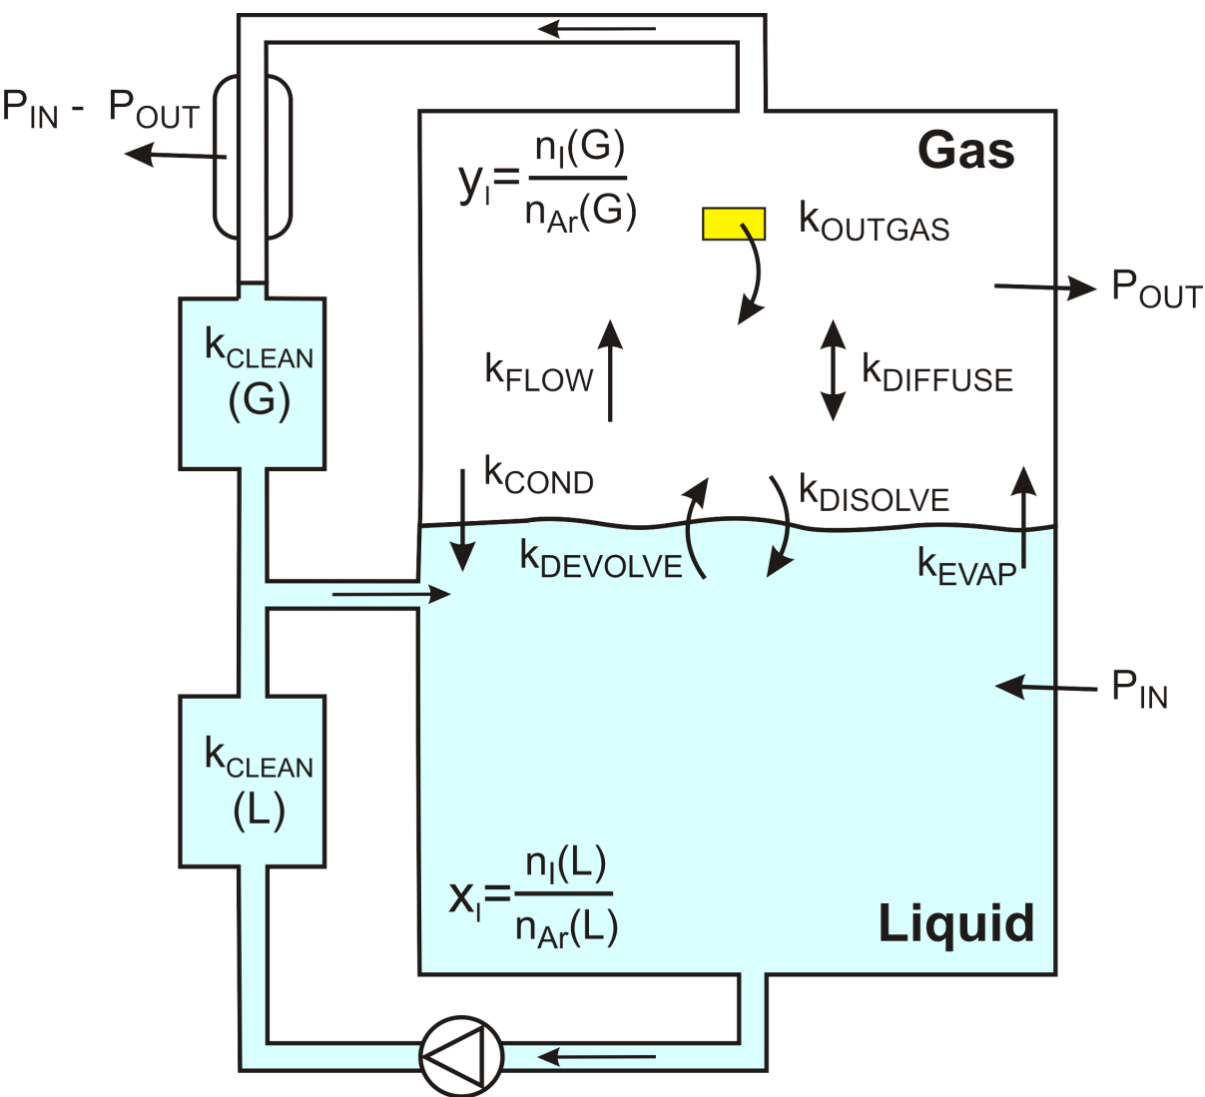 P_IN - P_OUT
y_I = n_I(G) / n_Ar(G)
Gas
k_OUTGAS
P_OUT
k_CLEAN
(G)
k_FLOW
k_DIFFUSE
k_COND
k_DISOLVE
k_DEVOLVE
k_EVAP
P_IN
k_CLEAN
(L)
x_I = n_I(L) / n_Ar(L)
Liquid